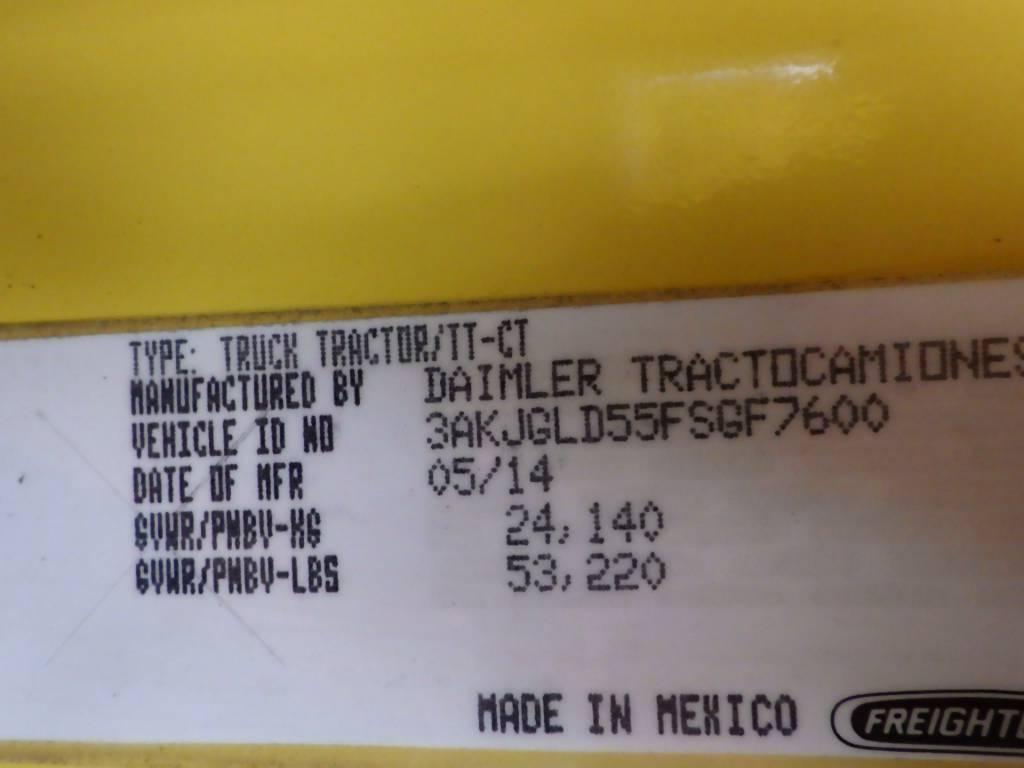 TYPE: TRUCK TRACTOR/TT-CT
MANUFACTURED BY DAIMLER TRACTOCAMIONES
VEHICLE ID NO 3AKJGLD55FSGF7600
DATE OF MFR 05/14
GVWR/PNBV-KG 24,140
GVWR/PNBV-LBS 53,220
MADE IN MEXICO FREIGHTL